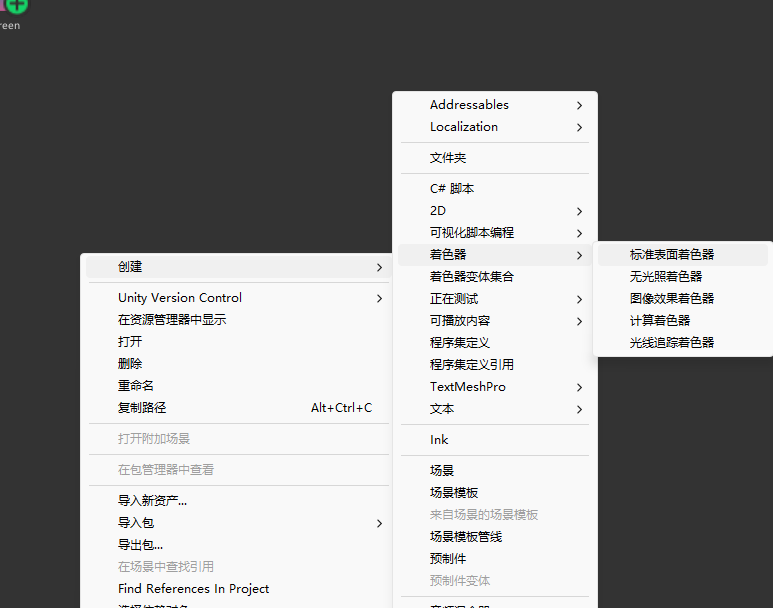 reen
创建
Unity Version Control
在资源管理器中显示
打开
删除
重命名
复制路径 Alt+Ctrl+C
打开附加场景
在包管理器中查看
导入新资产...
导入包
导出包...
在场景中查找引用
Find References In Project
Addressables
Localization
文件夹
C# 脚本
2D
可视化脚本编程
着色器
着色器变体集合
正在测试
可播放内容
程序集定义
程序集定义引用
TextMeshPro
文本
Ink
场景
场景模板
来自场景的场景模板
场景模板管线
预制件
预制件变体
标准表面着色器
无光照着色器
图像效果着色器
计算着色器
光线追踪着色器